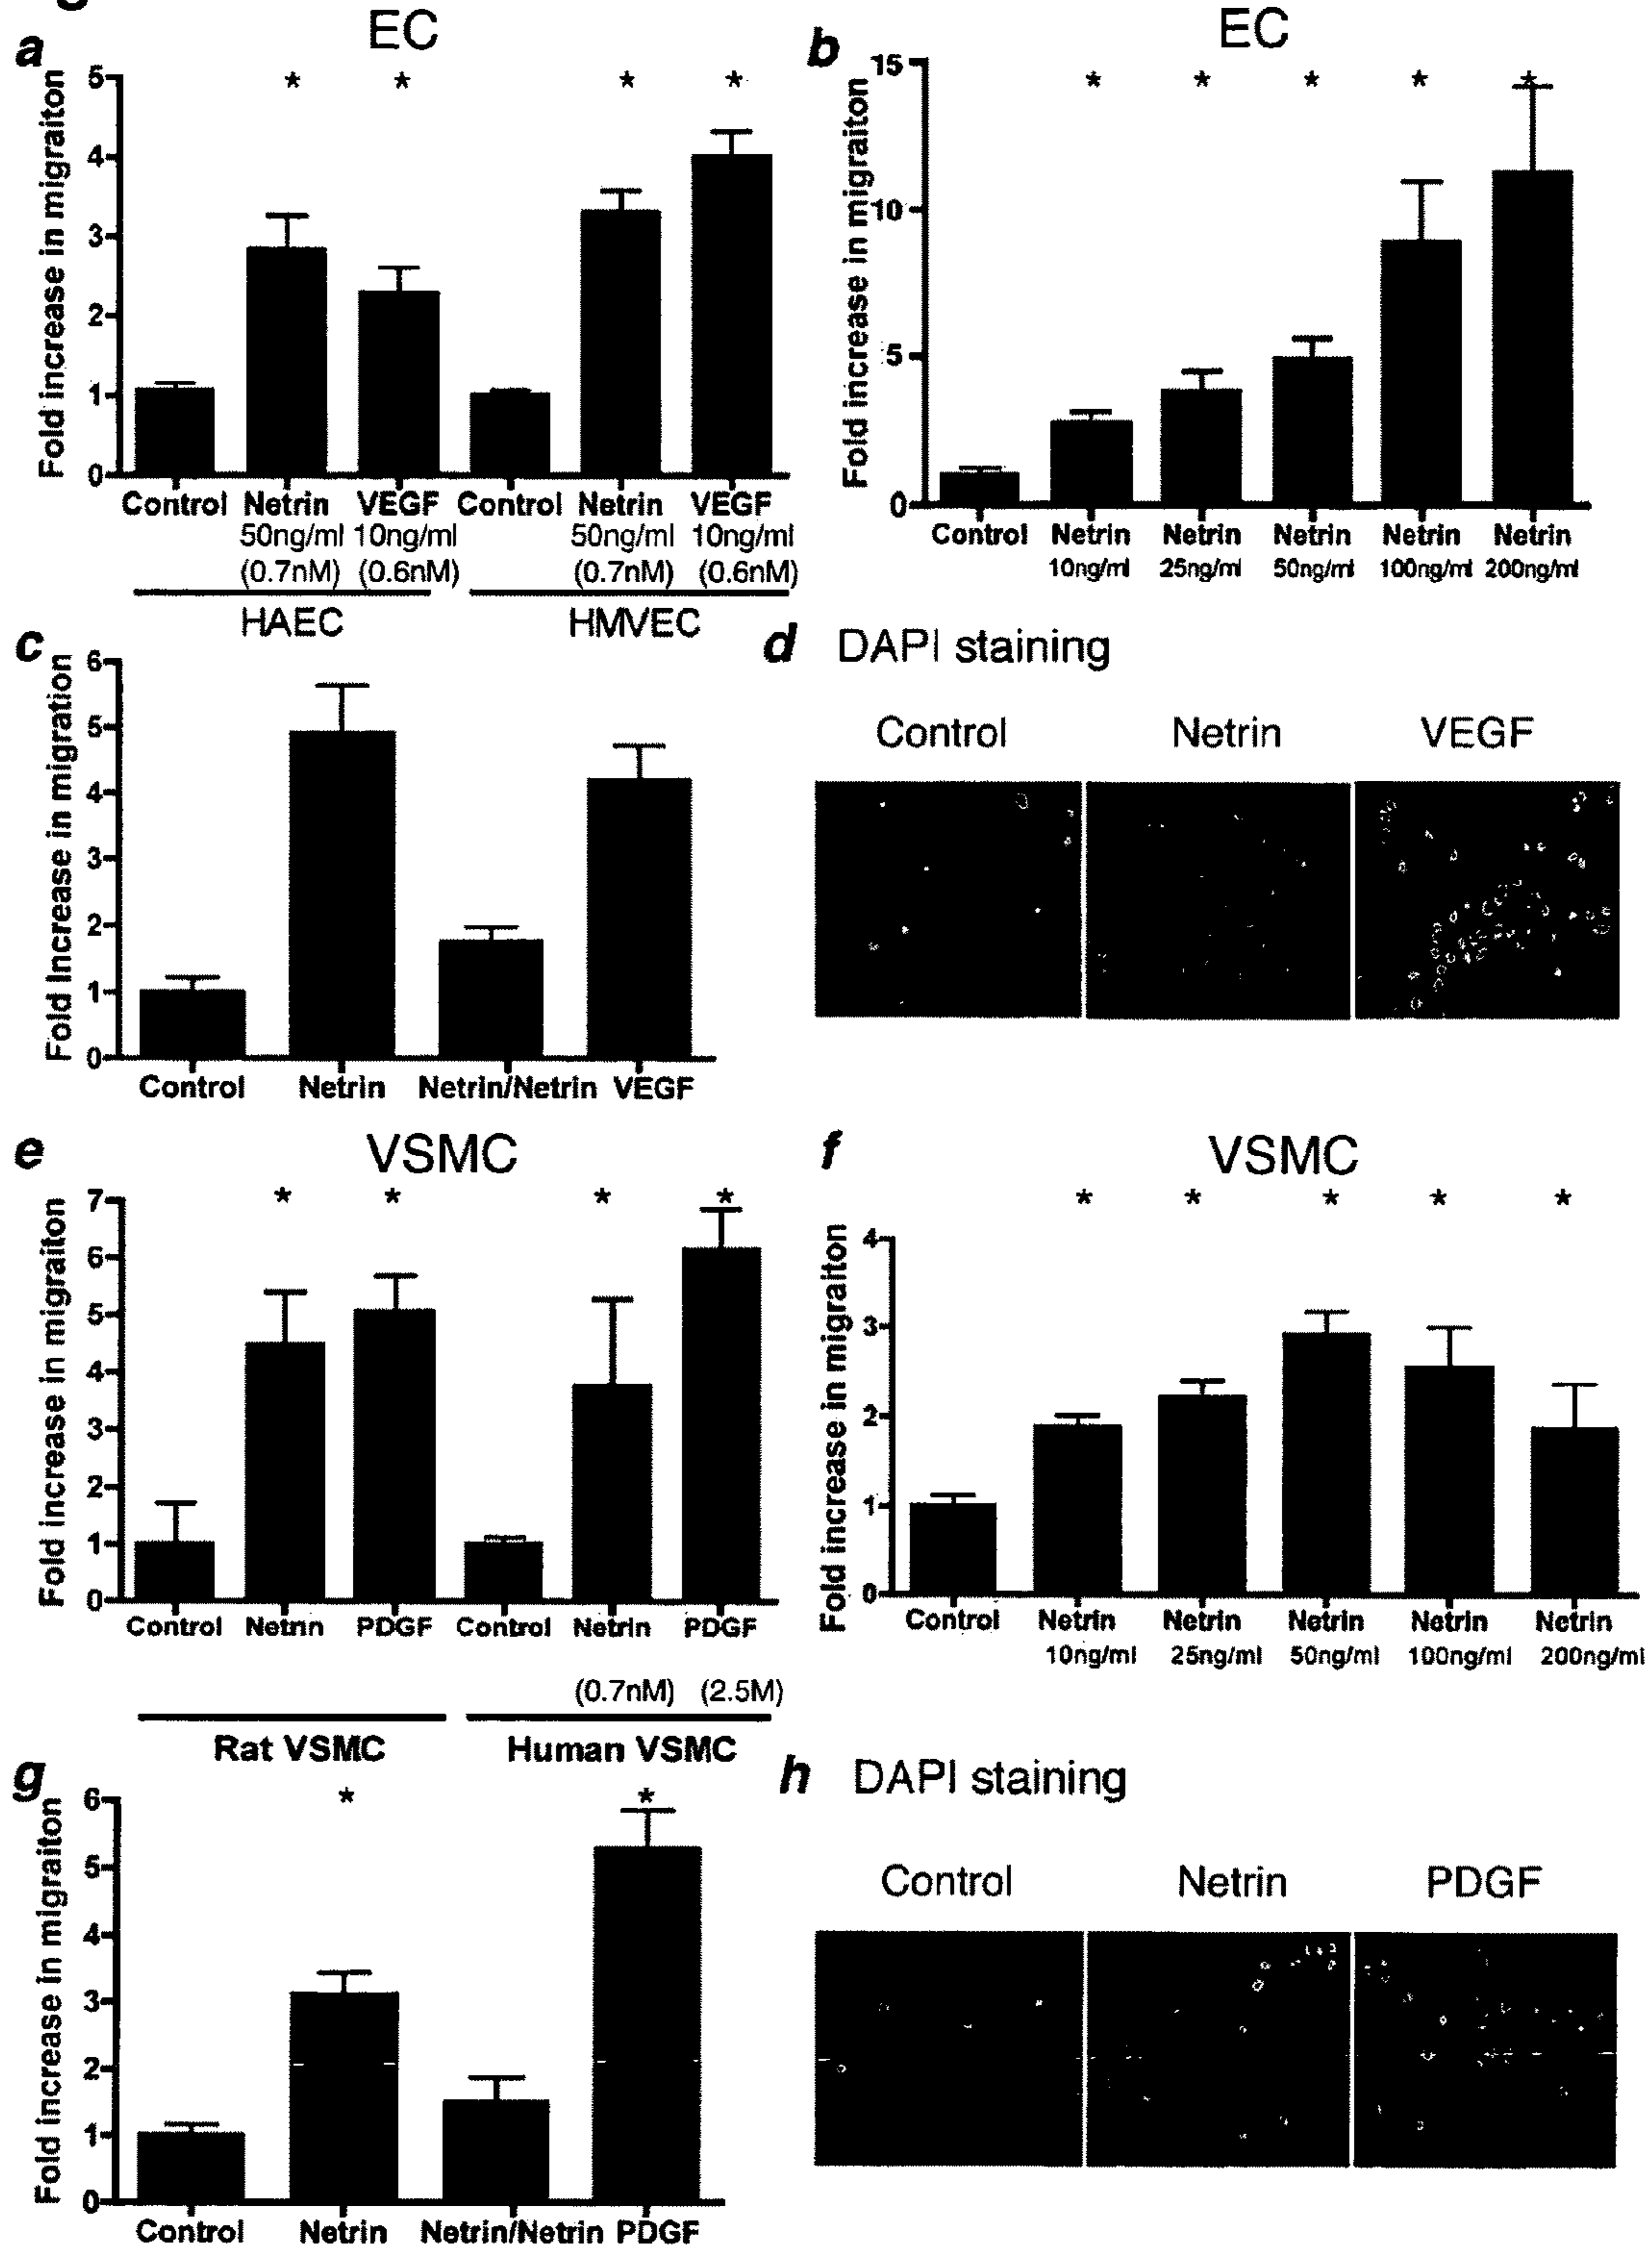 a EC
Fold increase in migraiton
5
4
3
2
1
0
* * * *
Control Netrin VEGF Control Netrin VEGF
50ng/ml 10ng/ml 50ng/ml 10ng/ml
(0.7nM) (0.6nM) (0.7nM) (0.6nM)
HAEC HMVEC
b EC
Fold increase in migraiton
15
10
5
0
* * * * *
Control Netrin Netrin Netrin Netrin Netrin
10ng/ml 25ng/ml 50ng/ml 100ng/ml 200ng/ml
c
Fold Increase in migration
6
5
4
3
2
1
0
Control Netrin Netrin/Netrin VEGF
d DAPI staining
Control Netrin VEGF
e VSMC
Fold increase in migraiton
7
6
5
4
3
2
1
0
* * * *
Control Netrin PDGF Control Netrin PDGF
(0.7nM) (2.5M)
Rat VSMC Human VSMC
f VSMC
Fold increase in migraiton
4
3
2
1
0
* * * * *
Control Netrin Netrin Netrin Netrin Netrin
10ng/ml 25ng/ml 50ng/ml 100ng/ml 200ng/ml
g
Fold increase in migraiton
6
5
4
3
2
1
0
* *
Control Netrin Netrin/Netrin PDGF
h DAPI staining
Control Netrin PDGF